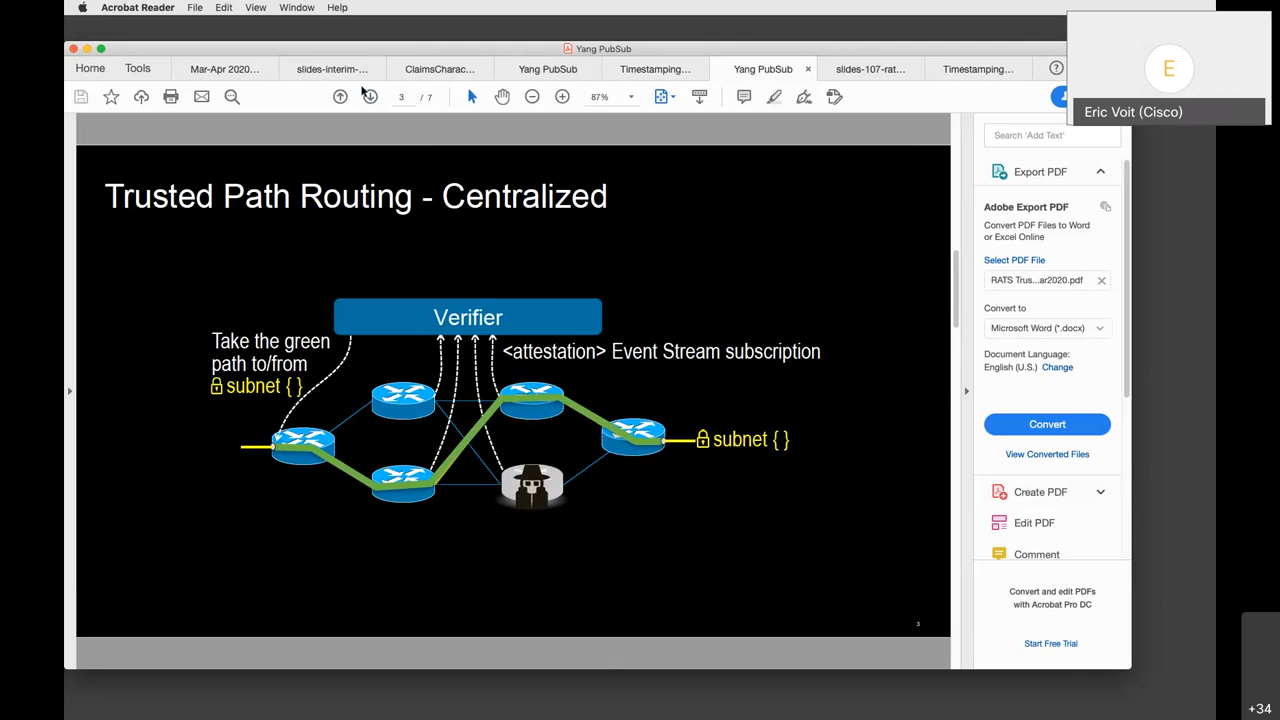 Acrobat Reader File Edit View Window Help
Yang PubSub
Home Tools Mar-Apr 2020... slides-interim-... ClaimsCharac... Yang PubSub Timestamping... Yang PubSub × slides-107-rat... Timestamping...
3 / 7 87%
E
Eric Voit (Cisco)
Search 'Add Text'
Export PDF
Adobe Export PDF
Convert PDF Files to Word
or Excel Online
Select PDF File
RATS Trus...ar2020.pdf
Convert to
Microsoft Word (*.docx)
Document Language:
English (U.S.) Change
Convert
View Converted Files
Create PDF
Edit PDF
Comment
Convert and edit PDFs
with Acrobat Pro DC
Start Free Trial
Trusted Path Routing - Centralized
Verifier
Take the green
path to/from
subnet { }
<attestation> Event Stream subscription
subnet { }
3
+34